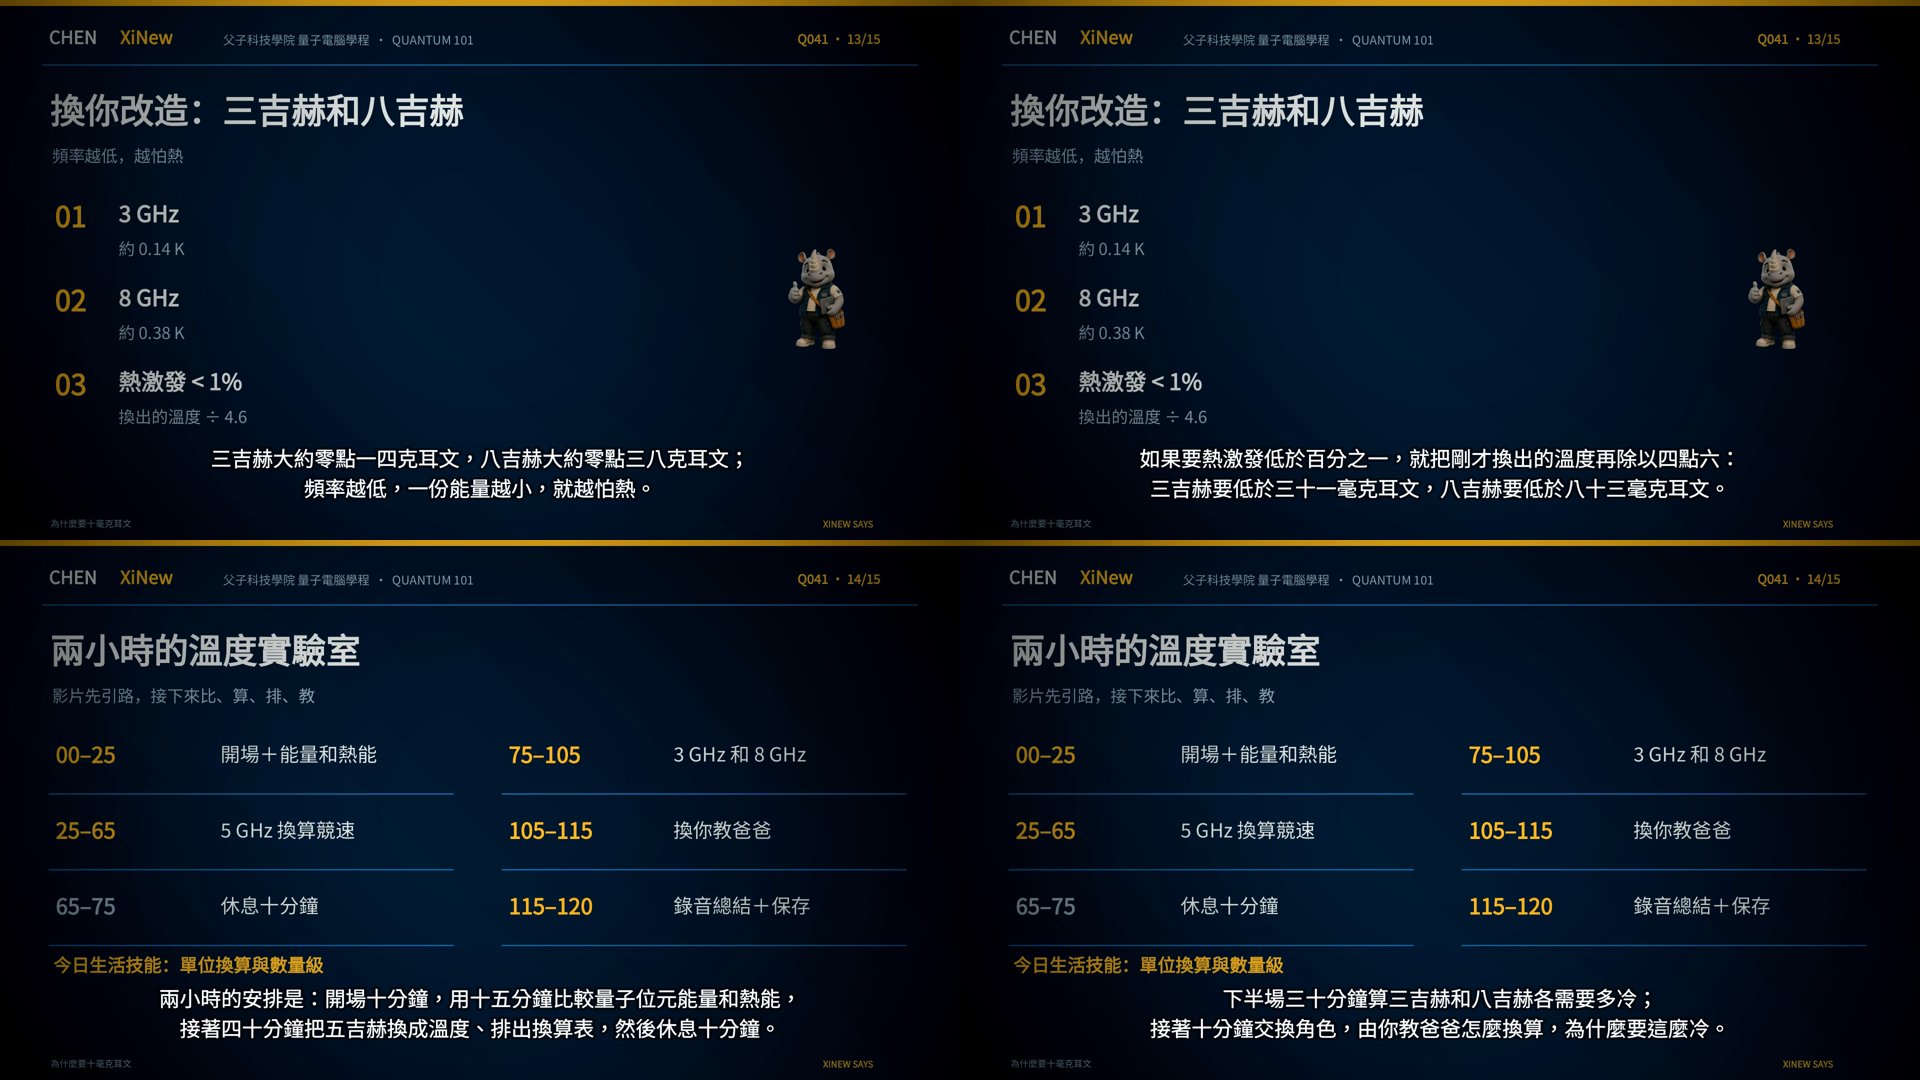 CHEN XiNew 父子科技學院 量子電腦學程 · QUANTUM 101 Q041 · 13/15
換你改造：三吉赫和八吉赫
頻率越低，越怕熱
01 3 GHz
約 0.14 K
02 8 GHz
約 0.38 K
03 熱激發 < 1%
換出的溫度 ÷ 4.6
三吉赫大約零點一四克耳文，八吉赫大約零點三八克耳文；
頻率越低，一份能量越小，就越怕熱。
為什麼要十毫克耳文 XINEW SAYS
CHEN XiNew 父子科技學院 量子電腦學程 · QUANTUM 101 Q041 · 13/15
換你改造：三吉赫和八吉赫
頻率越低，越怕熱
01 3 GHz
約 0.14 K
02 8 GHz
約 0.38 K
03 熱激發 < 1%
換出的溫度 ÷ 4.6
如果要熱激發低於百分之一，就把剛才換出的溫度再除以四點六：
三吉赫要低於三十一毫克耳文，八吉赫要低於八十三毫克耳文。
為什麼要十毫克耳文 XINEW SAYS
CHEN XiNew 父子科技學院 量子電腦學程 · QUANTUM 101 Q041 · 14/15
兩小時的溫度實驗室
影片先引路，接下來比、算、排、教
00–25 開場＋能量和熱能 75–105 3 GHz 和 8 GHz
25–65 5 GHz 換算競速 105–115 換你教爸爸
65–75 休息十分鐘 115–120 錄音總結＋保存
今日生活技能：單位換算與數量級
兩小時的安排是：開場十分鐘，用十五分鐘比較量子位元能量和熱能，
接著四十分鐘把五吉赫換成溫度、排出換算表，然後休息十分鐘。
為什麼要十毫克耳文 XINEW SAYS
CHEN XiNew 父子科技學院 量子電腦學程 · QUANTUM 101 Q041 · 14/15
兩小時的溫度實驗室
影片先引路，接下來比、算、排、教
00–25 開場＋能量和熱能 75–105 3 GHz 和 8 GHz
25–65 5 GHz 換算競速 105–115 換你教爸爸
65–75 休息十分鐘 115–120 錄音總結＋保存
今日生活技能：單位換算與數量級
下半場三十分鐘算三吉赫和八吉赫各需要多冷；
接著十分鐘交換角色，由你教爸爸怎麼換算，為什麼要這麼冷。
為什麼要十毫克耳文 XINEW SAYS